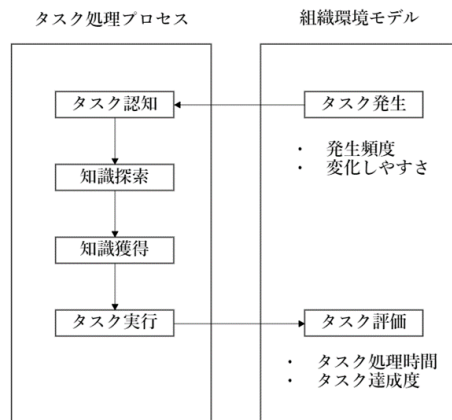 タスク処理プロセス
組織環境モデル
タスク認知
タスク発生
・ 発生頻度
・ 変化しやすさ
知識探索
知識獲得
タスク実行
タスク評価
・ タスク処理時間
・ タスク達成度